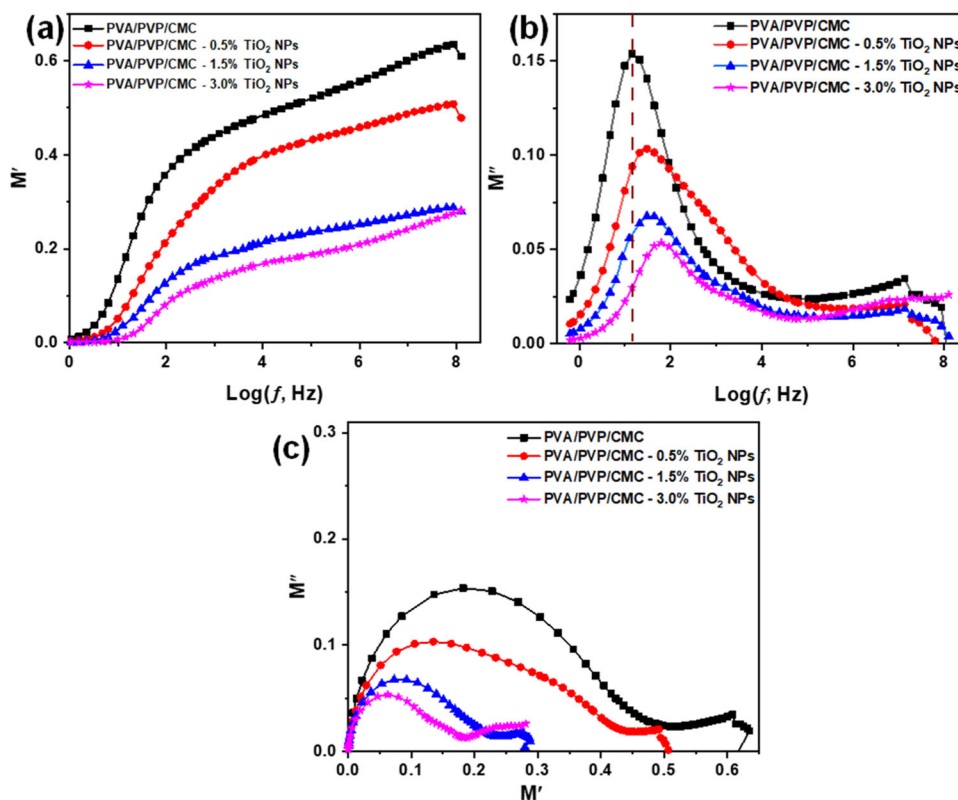 (a)
PVA/PVP/CMC
PVA/PVP/CMC - 0.5% TiO₂ NPs
PVA/PVP/CMC - 1.5% TiO₂ NPs
PVA/PVP/CMC - 3.0% TiO₂ NPs
0.6
0.4
0.2
0.0
M′
0 2 4 6 8
Log(f, Hz)
(b)
PVA/PVP/CMC
PVA/PVP/CMC - 0.5% TiO₂ NPs
PVA/PVP/CMC - 1.5% TiO₂ NPs
PVA/PVP/CMC - 3.0% TiO₂ NPs
0.15
0.10
0.05
0.00
M″
0 2 4 6 8
Log(f, Hz)
(c)
PVA/PVP/CMC
PVA/PVP/CMC - 0.5% TiO₂ NPs
PVA/PVP/CMC - 1.5% TiO₂ NPs
PVA/PVP/CMC - 3.0% TiO₂ NPs
0.3
0.2
0.1
0.0
M″
0.0 0.1 0.2 0.3 0.4 0.5 0.6
M′